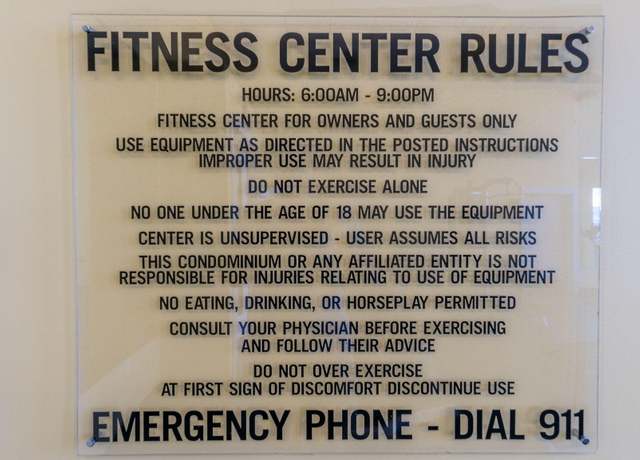 FITNESS CENTER RULES
HOURS: 6:00AM - 9:00PM
FITNESS CENTER FOR OWNERS AND GUESTS ONLY
USE EQUIPMENT AS DIRECTED IN THE POSTED INSTRUCTIONS
IMPROPER USE MAY RESULT IN INJURY
DO NOT EXERCISE ALONE
NO ONE UNDER THE AGE OF 18 MAY USE THE EQUIPMENT
CENTER IS UNSUPERVISED - USER ASSUMES ALL RISKS
THIS CONDOMINIUM OR ANY AFFILIATED ENTITY IS NOT
RESPONSIBLE FOR INJURIES RELATING TO USE OF EQUIPMENT
NO EATING, DRINKING, OR HORSEPLAY PERMITTED
CONSULT YOUR PHYSICIAN BEFORE EXERCISING
AND FOLLOW THEIR ADVICE
DO NOT OVER EXERCISE
AT FIRST SIGN OF DISCOMFORT DISCONTINUE USE
EMERGENCY PHONE - DIAL 911